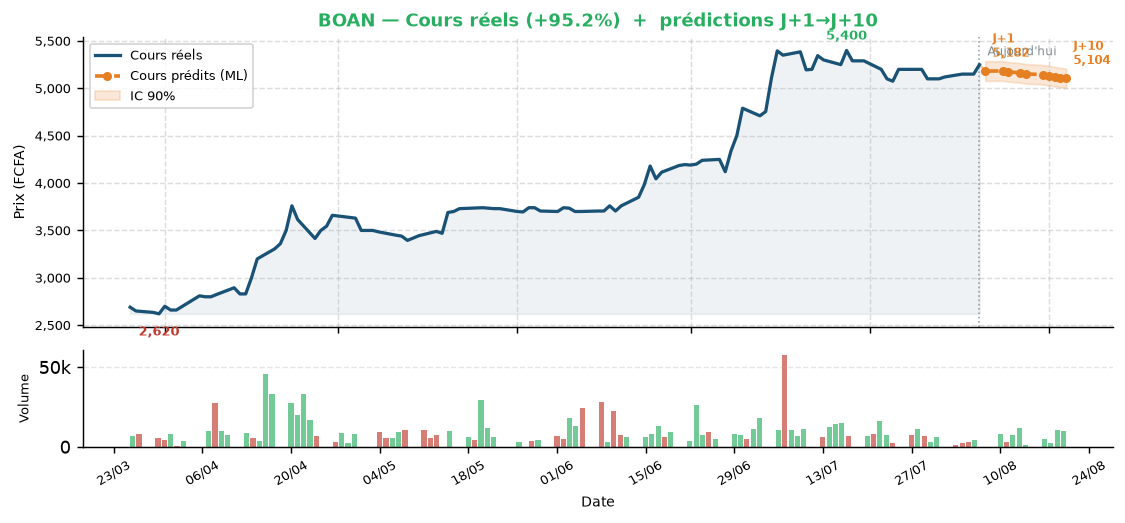 BOAN — Cours réels (+95.2%)  +  prédictions J+1→J+10
5,400
J+1
5,182
Aujourd'hui
J+10
5,104
Cours réels
Cours prédits (ML)
IC 90%
Prix (FCFA)
5,500
5,000
4,500
4,000
3,500
3,000
2,500
2,620
Volume
50k
0
23/03
06/04
20/04
04/05
18/05
01/06
15/06
29/06
13/07
27/07
10/08
24/08
Date